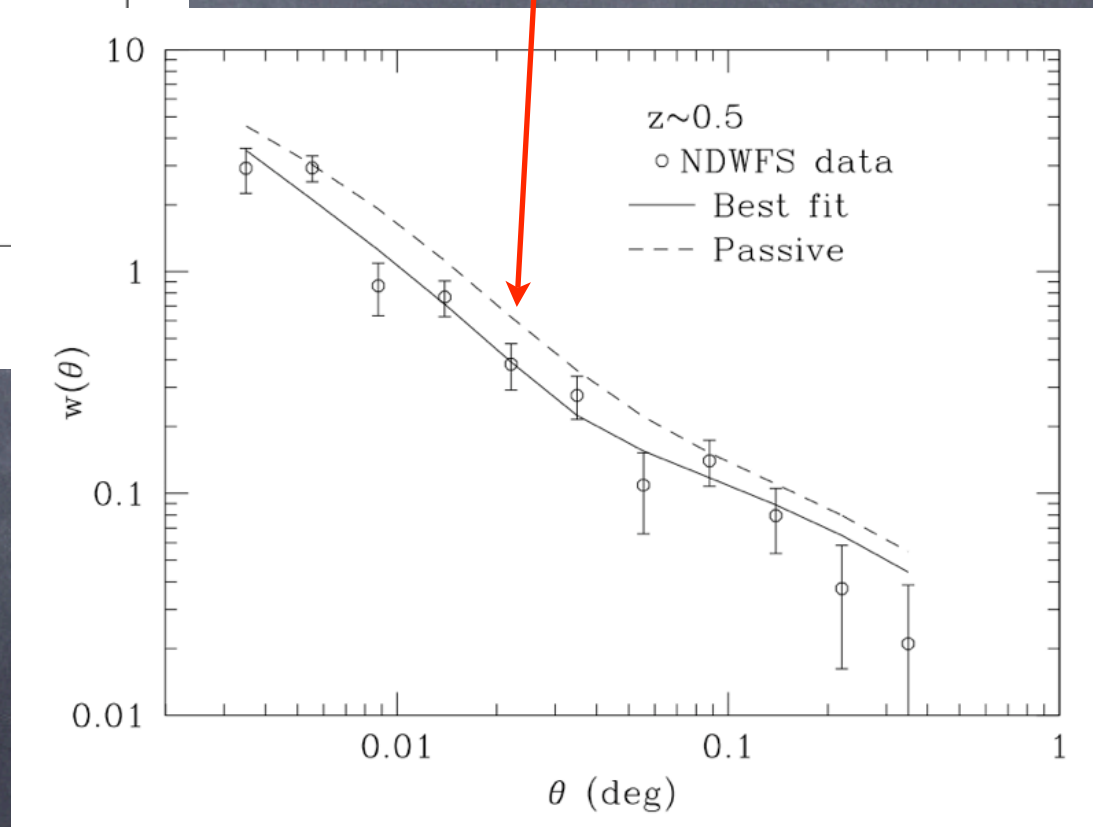 10
1
0.1
0.01
w(θ)
z~0.5
NDWFS data
Best fit
Passive
0.01
0.1
1
θ (deg)